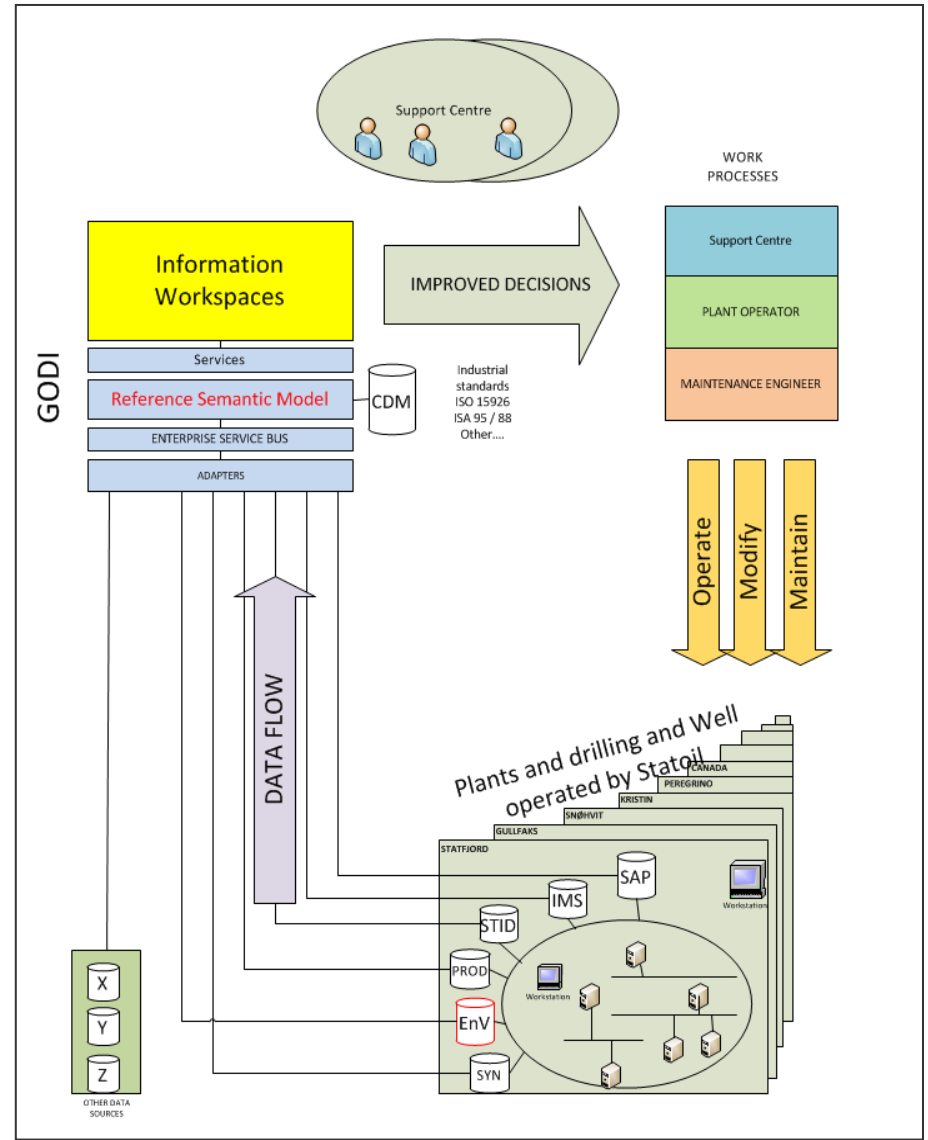 Support Centre
WORK
PROCESSES
Information
Workspaces
IMPROVED DECISIONS
Support Centre
PLANT OPERATOR
MAINTENANCE ENGINEER
GODI
Services
Reference Semantic Model
CDM
ENTERPRISE SERVICE BUS
ADAPTERS
Industrial
standards
ISO 15926
ISA 95 / 88
Other....
Operate
Modify
Maintain
DATA FLOW
Plants and drilling and Well
operated by Statoil
CANADA
PEREGRINO
KRISTIN
SNØHVIT
GULLFAKS
STATFJORD
SAP
IMS
STID
PROD
EnV
SYN
Workstation
Workstation
X
Y
Z
OTHER DATA
SOURCES